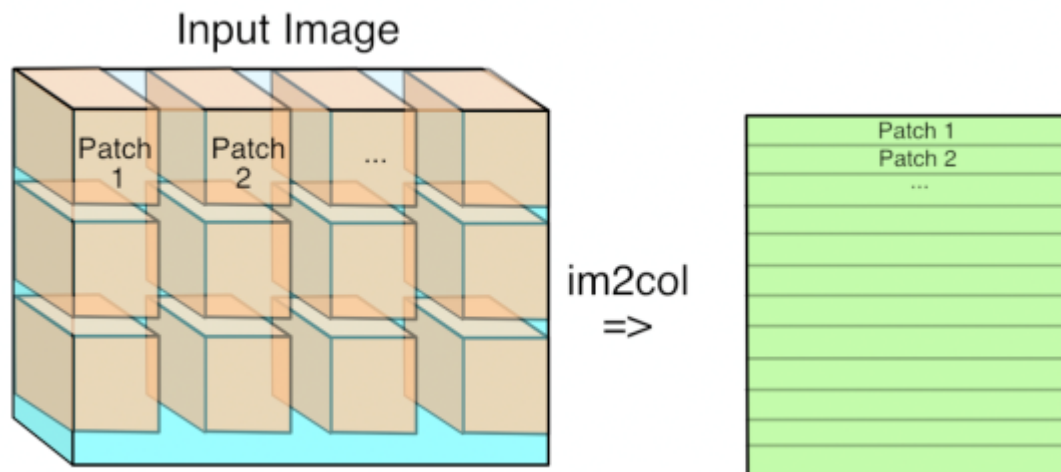 Input Image
Patch
1
Patch
2
...
im2col
=>
Patch 1
Patch 2
...